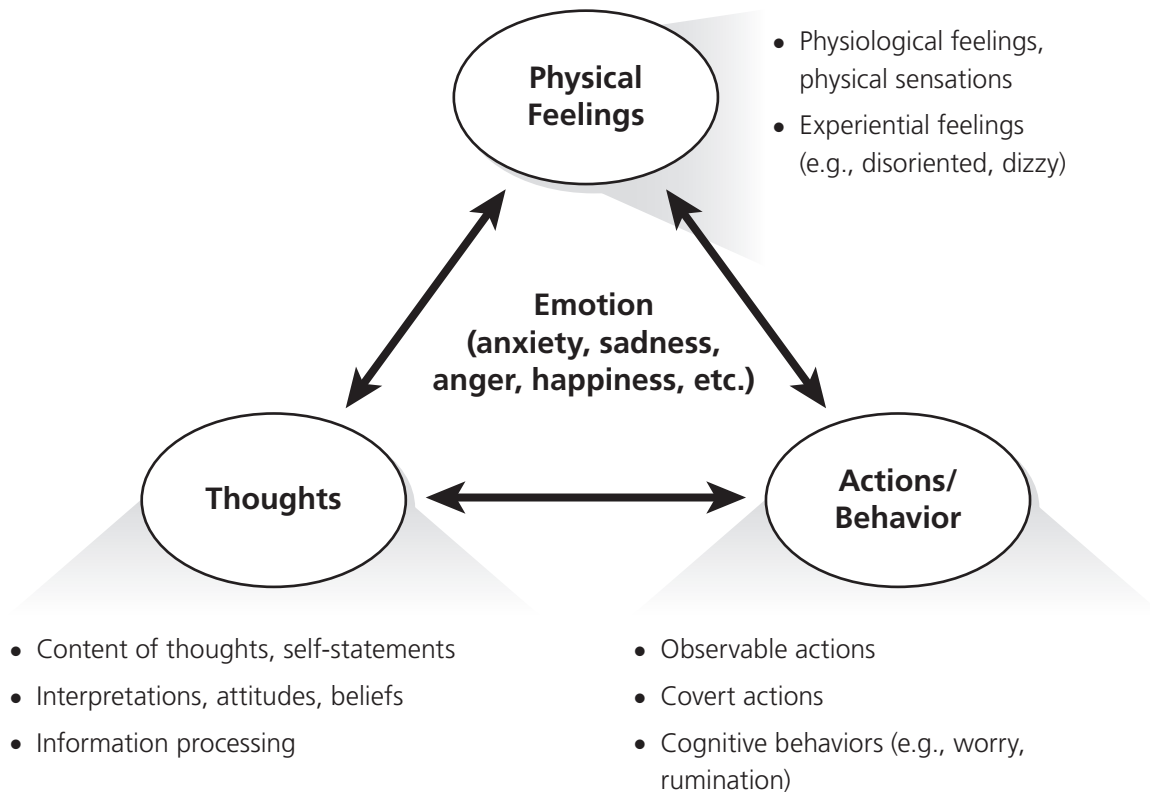 Physical
Feelings
• Physiological feelings,
physical sensations
• Experiential feelings
(e.g., disoriented, dizzy)
Emotion
(anxiety, sadness,
anger, happiness, etc.)
Thoughts
Actions/
Behavior
• Content of thoughts, self-statements
• Interpretations, attitudes, beliefs
• Information processing
• Observable actions
• Covert actions
• Cognitive behaviors (e.g., worry,
rumination)